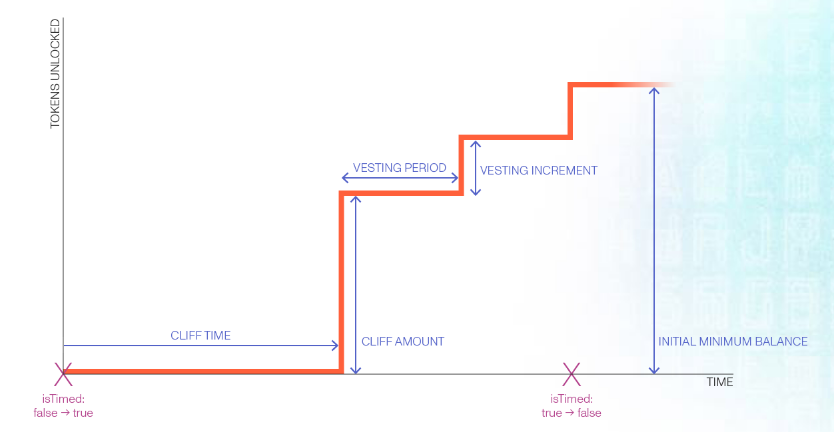 TOKENS UNLOCKED
VESTING PERIOD
VESTING INCREMENT
CLIFF TIME
CLIFF AMOUNT
INITIAL MINIMUM BALANCE
TIME
isTimed:
false → true
isTimed:
true → false